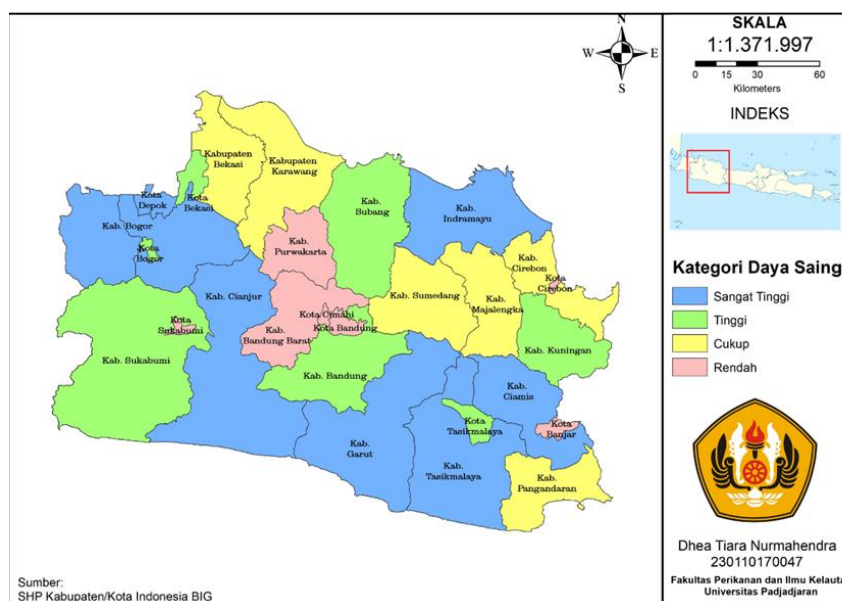 N
W
E
S
SKALA
1:1.371.997
0 15 30 60
Kilometers
INDEKS
Kategori Daya Saing
Sangat Tinggi
Tinggi
Cukup
Rendah
Dhea Tiara Nurmahendra
230110170047
Fakultas Perikanan dan Ilmu Kelauta
Universitas Padjadjaran
Kabupaten
Bekasi
Kabupaten
Karawang
Kota
Depok
Kota
Bekasi
Kab. Bogor
Kota
Bogor
Kab.
Subang
Kab.
Indramayu
Kab.
Purwakarta
Kab.
Cirebon
Kota
Cirebon
Kab. Cianjur
Kab. Sumedang
Kab.
Majalengka
Kota
Sukabumi
Kota Cimahi
Kota Bandung
Kab.
Bandung Barat
Kab. Kuningan
Kab. Sukabumi
Kab. Bandung
Kab.
Ciamis
Kota
Tasikmalaya
Kota
Banjar
Kab.
Garut
Kab.
Tasikmalaya
Kab.
Pangandaran
Sumber:
SHP Kabupaten/Kota Indonesia BIG